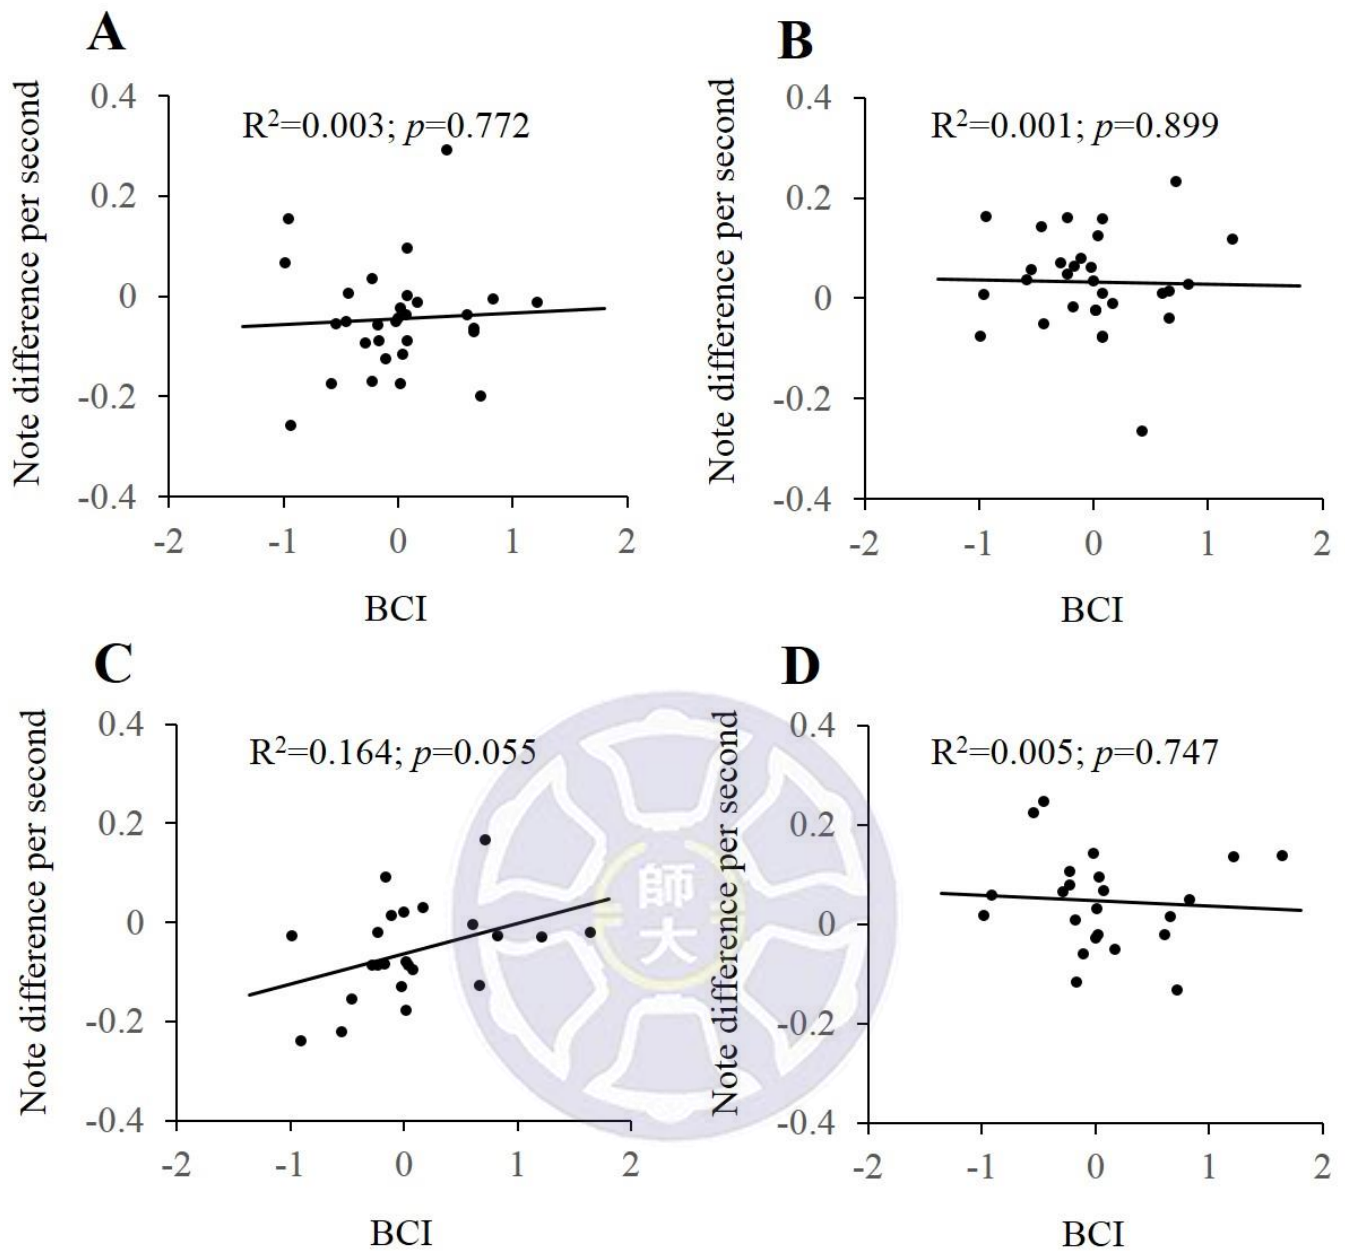 A
Note difference per second
R²=0.003; p=0.772
0.4
0.2
0
-0.2
-0.4
-2 -1 0 1 2
BCI
B
Note difference per second
R²=0.001; p=0.899
0.4
0.2
0
-0.2
-0.4
-2 -1 0 1 2
BCI
C
Note difference per second
R²=0.164; p=0.055
0.4
0.2
0
-0.2
-0.4
-2 -1 0 1 2
BCI
D
Note difference per second
R²=0.005; p=0.747
0.4
0.2
0
-0.2
-0.4
-2 -1 0 1 2
BCI
師
大